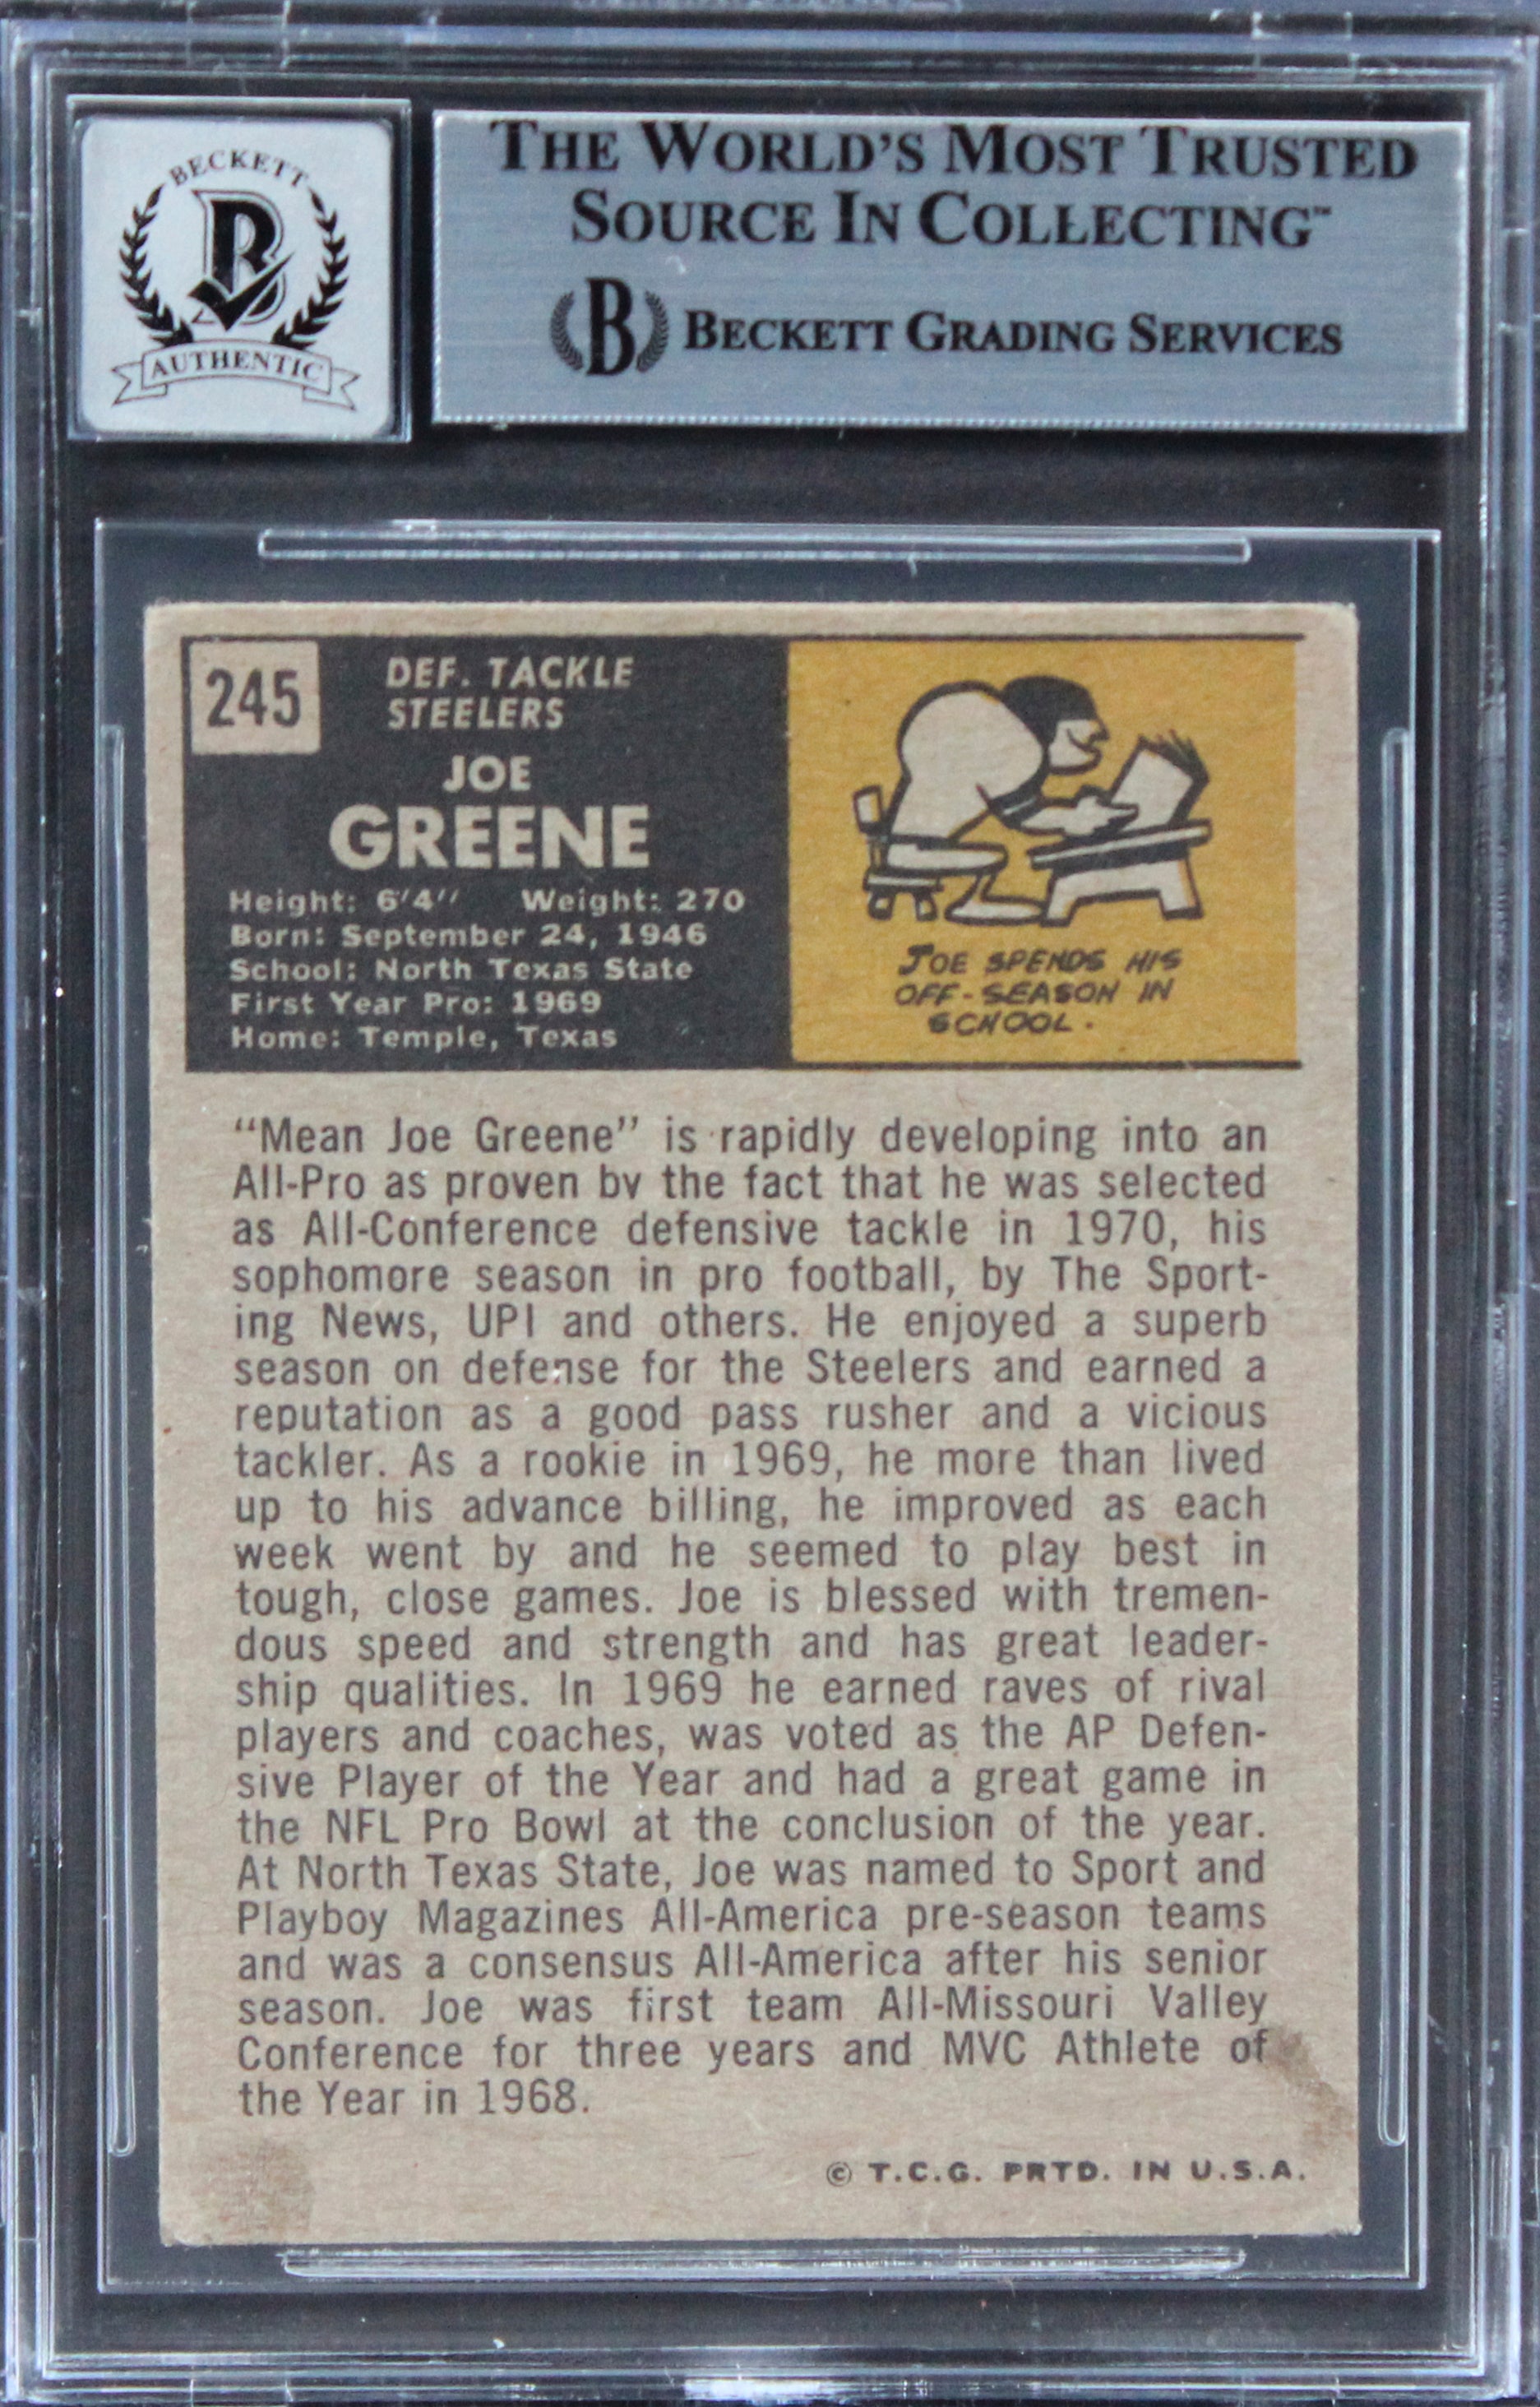 BECKETT
B
AUTHENTIC
THE WORLD'S MOST TRUSTED
SOURCE IN COLLECTING™
B BECKETT GRADING SERVICES
245
DEF. TACKLE
STEELERS
JOE
GREENE
Height: 6'4'' Weight: 270
Born: September 24, 1946
School: North Texas State
First Year Pro: 1969
Home: Temple, Texas
JOE SPENDS HIS
OFF-SEASON IN
SCHOOL.
“Mean Joe Greene” is rapidly developing into an
All-Pro as proven by the fact that he was selected
as All-Conference defensive tackle in 1970, his
sophomore season in pro football, by The Sport-
ing News, UPI and others. He enjoyed a superb
season on defense for the Steelers and earned a
reputation as a good pass rusher and a vicious
tackler. As a rookie in 1969, he more than lived
up to his advance billing, he improved as each
week went by and he seemed to play best in
tough, close games. Joe is blessed with tremen-
dous speed and strength and has great leader-
ship qualities. In 1969 he earned raves of rival
players and coaches, was voted as the AP Defen-
sive Player of the Year and had a great game in
the NFL Pro Bowl at the conclusion of the year.
At North Texas State, Joe was named to Sport and
Playboy Magazines All-America pre-season teams
and was a consensus All-America after his senior
season. Joe was first team All-Missouri Valley
Conference for three years and MVC Athlete of
the Year in 1968.
© T.C.G. PRTD. IN U.S.A.